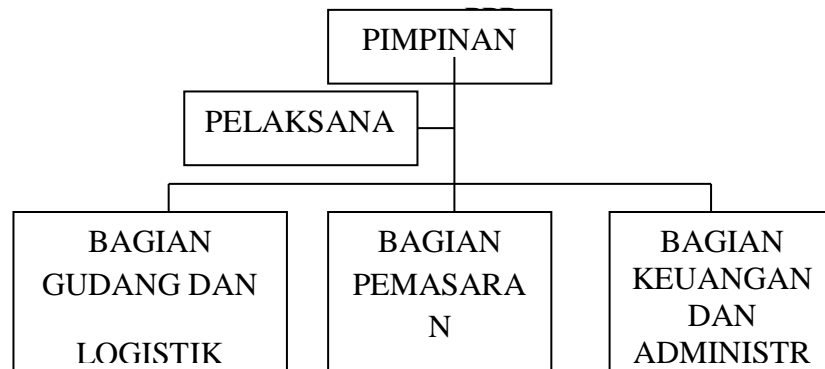 PIMPINAN
PELAKSANA
BAGIAN
GUDANG DAN
LOGISTIK
BAGIAN
PEMASARA
N
BAGIAN
KEUANGAN
DAN
ADMINISTR